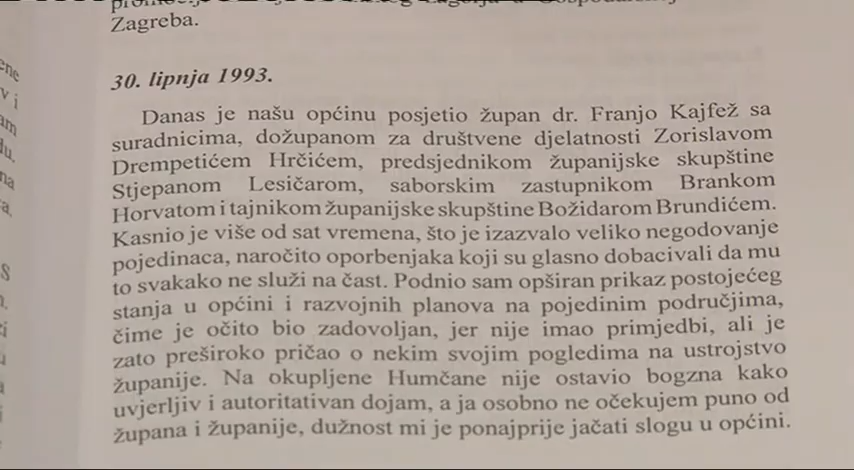 Zagreba.
30. lipnja 1993.
Danas je našu općinu posjetio župan dr. Franjo Kajfež sa
suradnicima, dožupanom za društvene djelatnosti Zorislavom
Drempetićem Hrčićem, predsjednikom županijske skupštine
Stjepanom Lesičarom, saborskim zastupnikom Brankom
Horvatom i tajnikom županijske skupštine Božidarom Brundićem.
Kasnio je više od sat vremena, što je izazvalo veliko negodovanje
pojedinaca, naročito oporbenjaka koji su glasno dobacivali da mu
to svakako ne služi na čast. Podnio sam opširan prikaz postojećeg
stanja u općini i razvojnih planova na pojedinim područjima,
čime je očito bio zadovoljan, jer nije imao primjedbi, ali je
zato preširoko pričao o nekim svojim pogledima na ustrojstvo
županije. Na okupljene Humčane nije ostavio bogzna kako
uvjerljiv i autoritativan dojam, a ja osobno ne očekujem puno od
župana i županije, dužnost mi je ponajprije jačati slogu u općini.